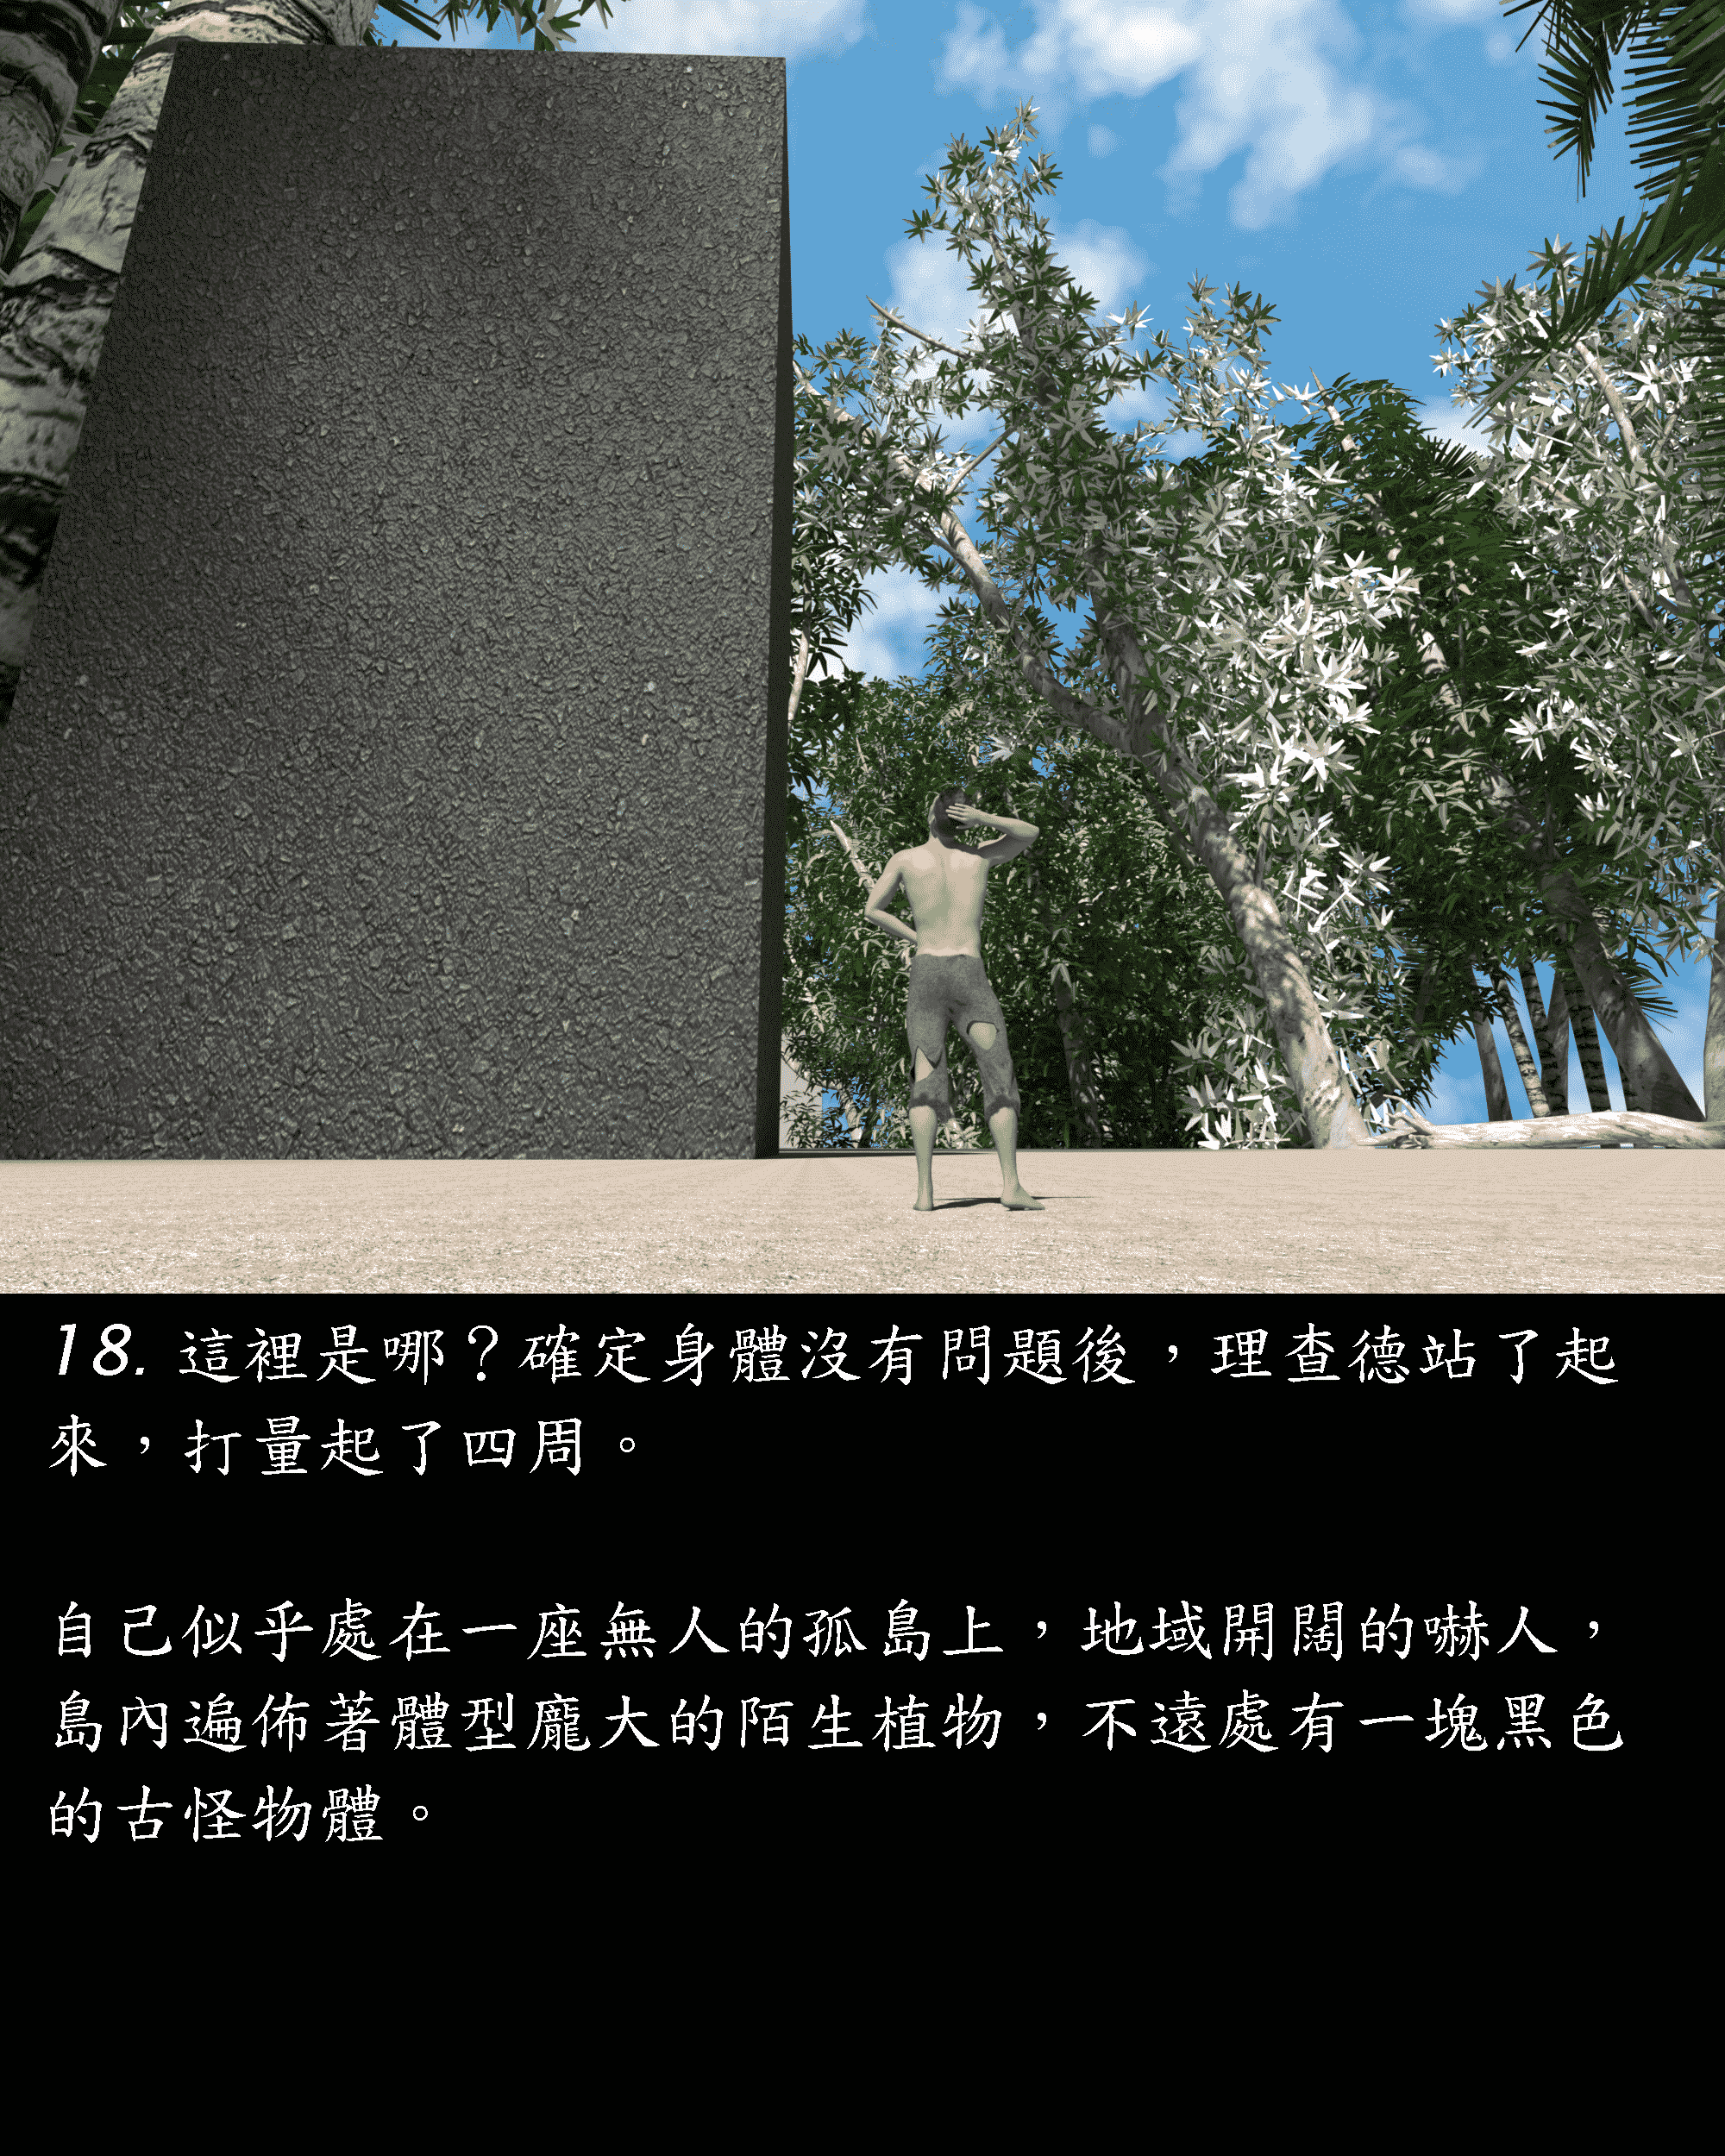 18. 這裡是哪？確定身體沒有問題後，理查德站了起
來，打量起了四周。
自己似乎處在一座無人的孤島上，地域開闊的嚇人，
島內遍佈著體型龐大的陌生植物，不遠處有一塊黑色
的古怪物體。